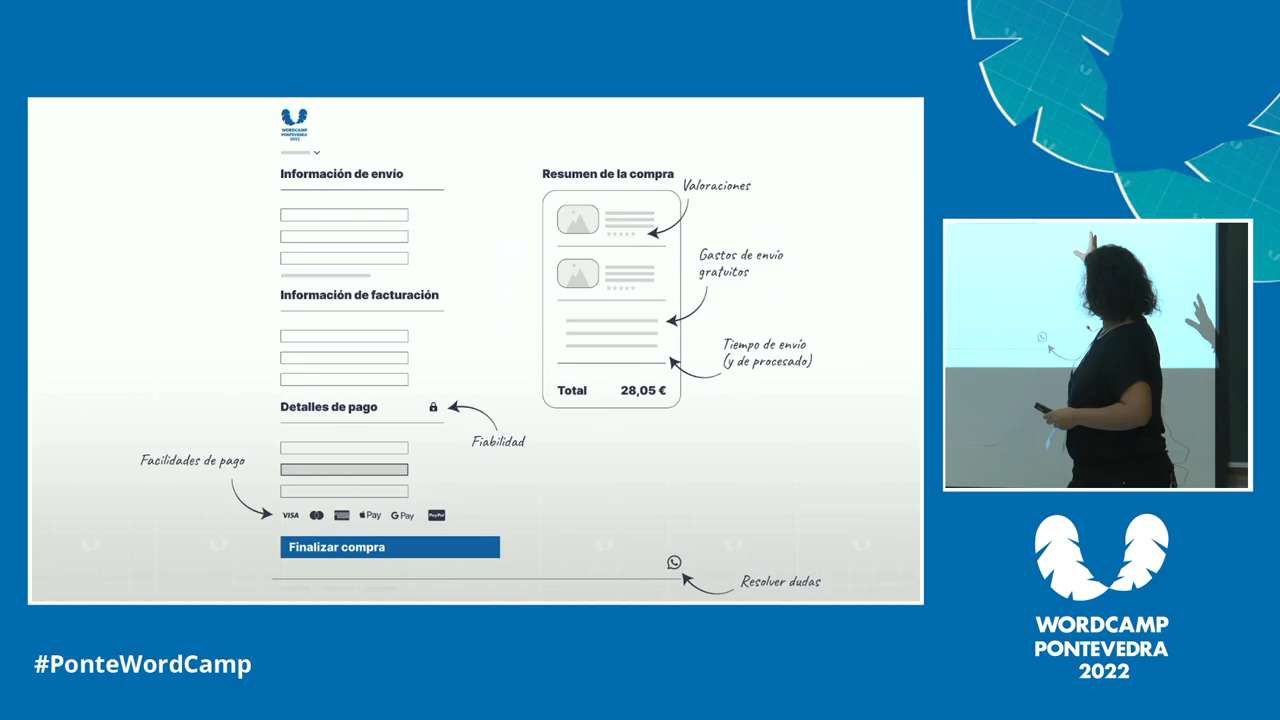 WORDCAMP
PONTEVEDRA
2022
Información de envío
Resumen de la compra
Valoraciones
Gastos de envío
gratuitos
Información de facturación
Tiempo de envío
(y de procesado)
Total 28,05 €
Detalles de pago
Fiabilidad
Facilidades de pago
VISA
Pay
G Pay
PayPal
Finalizar compra
Resolver dudas
#PonteWordCamp
WORDCAMP
PONTEVEDRA
2022